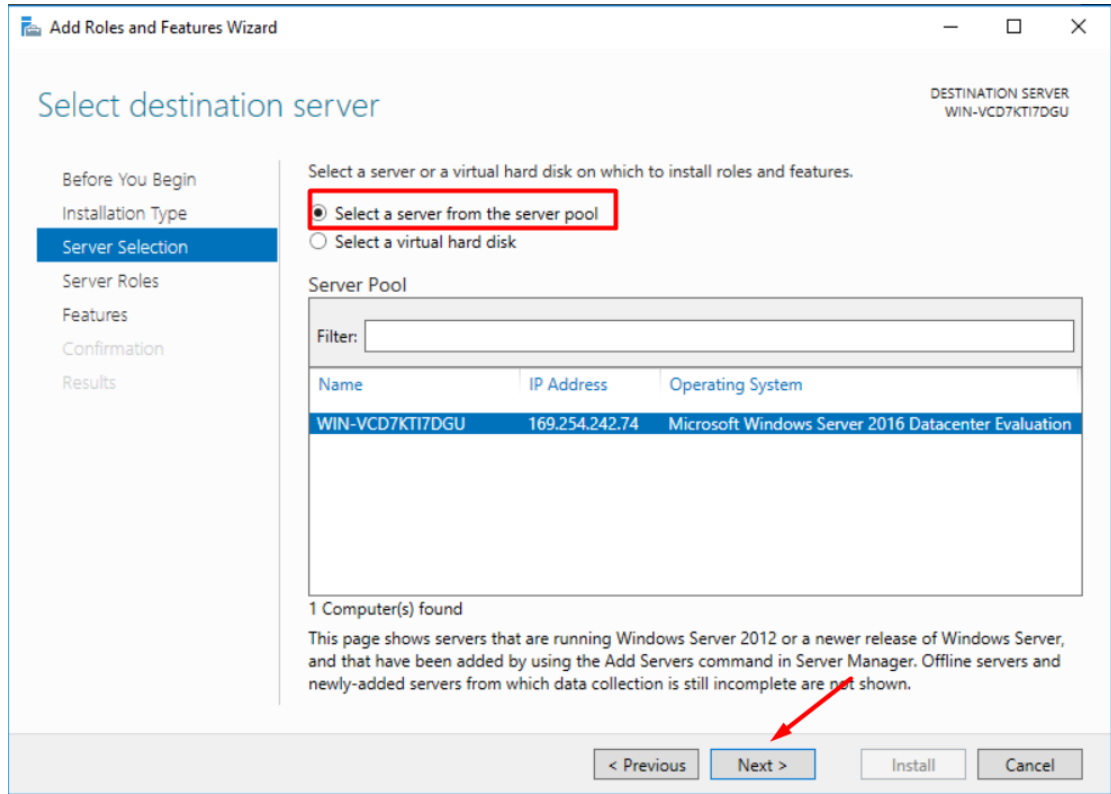 Add Roles and Features Wizard
Select destination server
DESTINATION SERVER
WIN-VCD7KTI7DGU
Before You Begin
Installation Type
Server Selection
Server Roles
Features
Confirmation
Results
Select a server or a virtual hard disk on which to install roles and features.
Select a server from the server pool
Select a virtual hard disk
Server Pool
Filter:
Name IP Address Operating System
WIN-VCD7KTI7DGU 169.254.242.74 Microsoft Windows Server 2016 Datacenter Evaluation
1 Computer(s) found
This page shows servers that are running Windows Server 2012 or a newer release of Windows Server,
and that have been added by using the Add Servers command in Server Manager. Offline servers and
newly-added servers from which data collection is still incomplete are not shown.
< Previous Next > Install Cancel